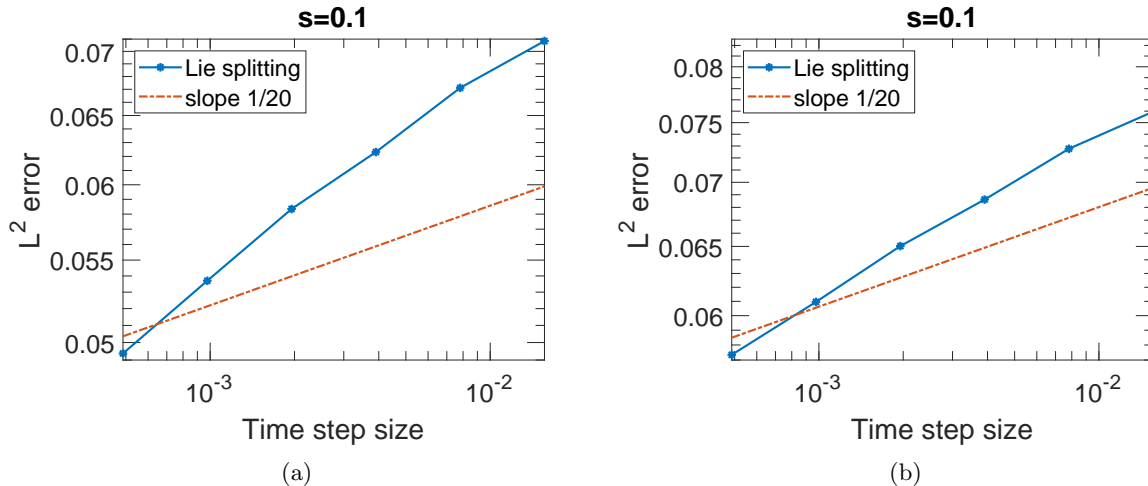 s=0.1
0.07
0.065
0.06
0.055
0.05
L² error
Lie splitting
slope 1/20
10⁻³
10⁻²
Time step size
(a)
s=0.1
0.08
0.075
0.07
0.065
0.06
L² error
Lie splitting
slope 1/20
10⁻³
10⁻²
Time step size
(b)